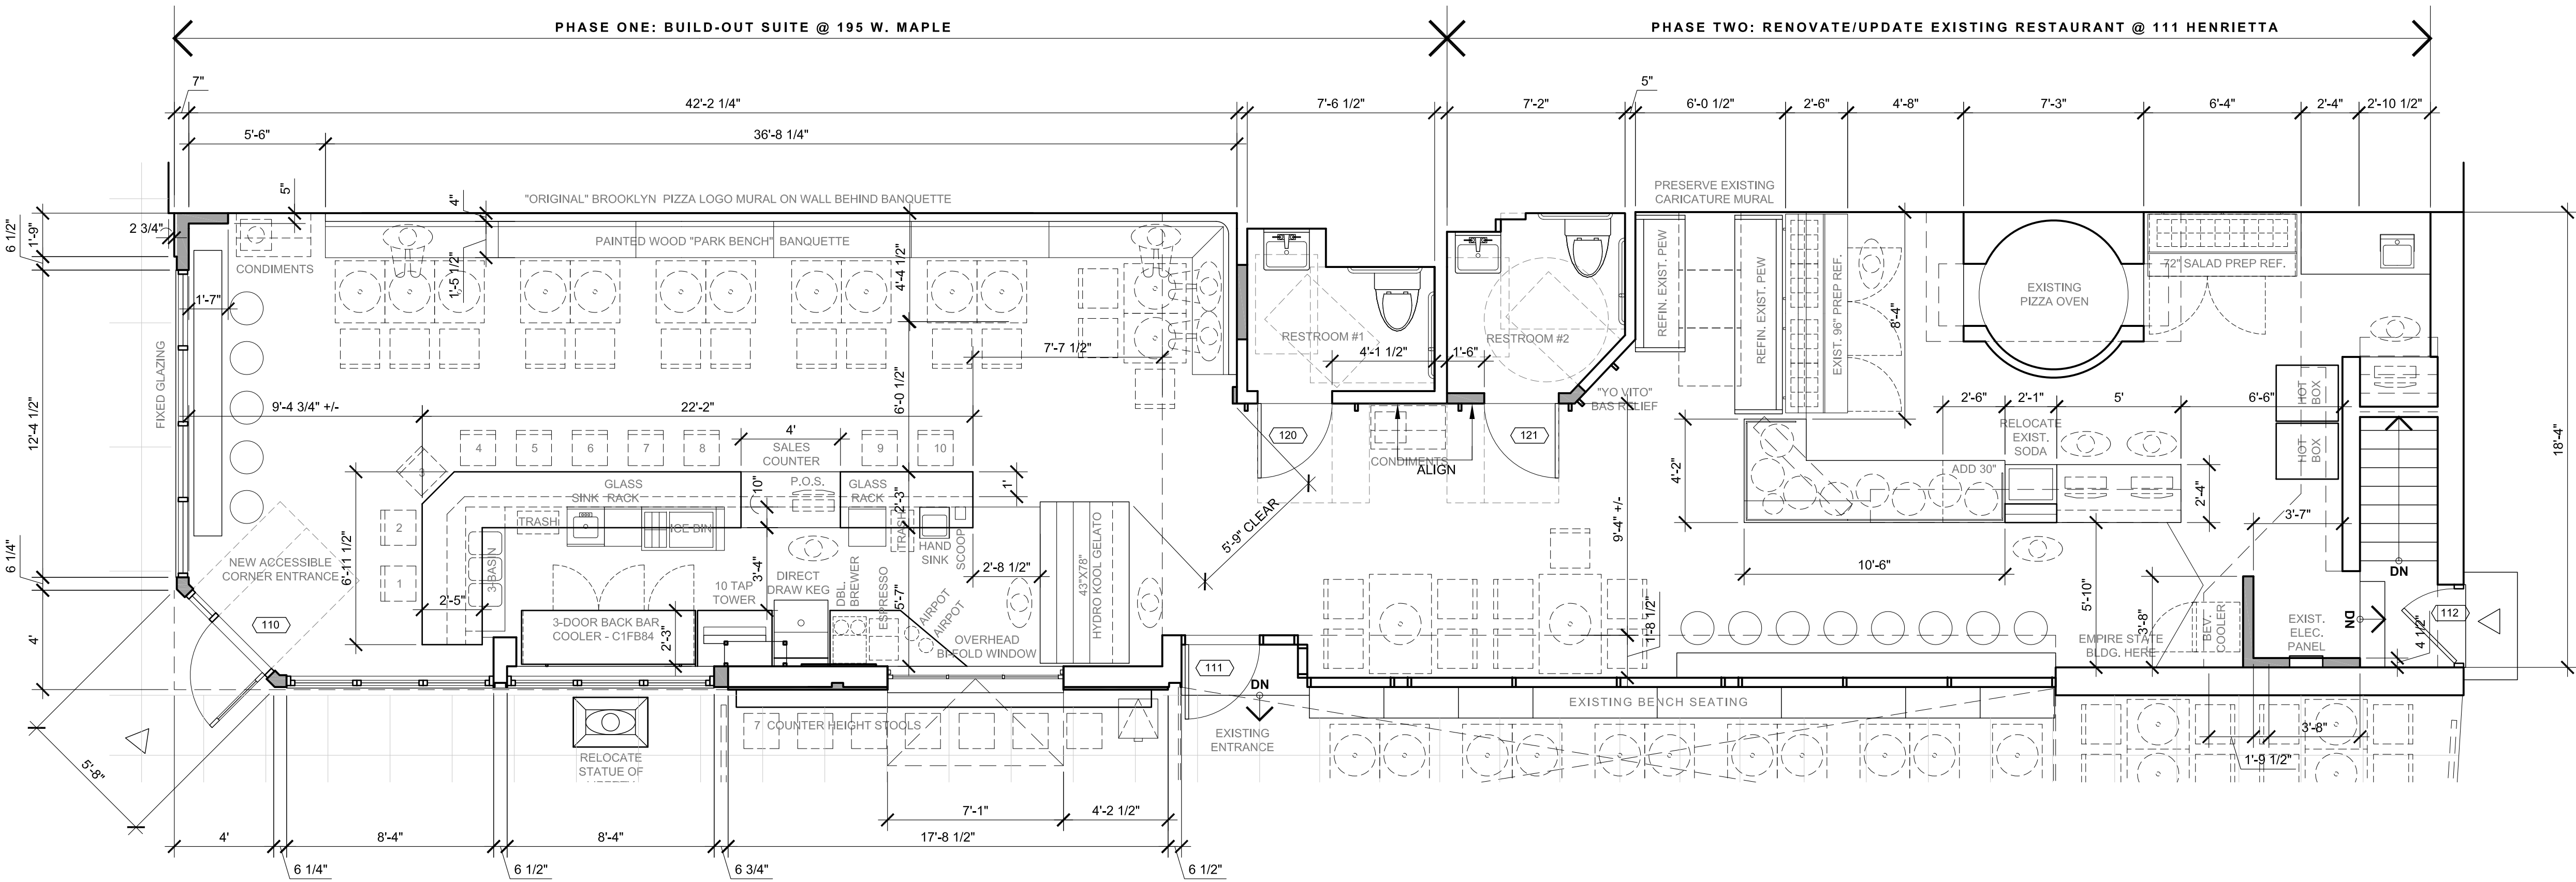 PHASE ONE: BUILD-OUT SUITE @ 195 W. MAPLE
PHASE TWO: RENOVATE/UPDATE EXISTING RESTAURANT @ 111 HENRIETTA
7"
42'-2 1/4"
7'-6 1/2"
7'-2"
5"
6'-0 1/2"
2'-6"
4'-8"
7'-3"
6'-4"
2'-4"
2'-10 1/2"
5'-6"
36'-8 1/4"
"ORIGINAL" BROOKLYN PIZZA LOGO MURAL ON WALL BEHIND BANQUETTE
PRESERVE EXISTING
CARICATURE MURAL
6 1/2"
1'-9"
2 3/4"
5"
4"
CONDIMENTS
PAINTED WOOD "PARK BENCH" BANQUETTE
1'-5 1/2"
4'-4 1/2"
1'-7"
FIXED GLAZING
12'-4 1/2"
6 1/4"
4'
7'-7 1/2"
6'-0 1/2"
9'-4 3/4" +/-
22'-2"
RESTROOM #1
4'-1 1/2"
1'-6"
RESTROOM #2
REFIN. EXIST. PEW
REFIN. EXIST. PEW
EXIST. 96" PREP REF.
8'-4"
EXISTING
PIZZA OVEN
72" SALAD PREP REF.
HOT
BOX
HOT
BOX
18'-4"
"YO VITO"
BAS RELIEF
120
121
CONDIMENTS
ALIGN
2'-6"
2'-1"
5'
6'-6"
RELOCATE
EXIST.
SODA
ADD 30"
4'-2"
2'-4"
3'-7"
4
5
6
7
8
9
10
3
2
1
4'
SALES
COUNTER
P.O.S.
10"
GLASS
SINK RACK
TRASH
ICE BIN
GLASS
RACK
2'-3"
1'
TRASH
HAND
SINK
SCOOP
3-BASIN
6'-11 1/2"
2'-5"
NEW ACCESSIBLE
CORNER ENTRANCE
110
3'-4"
DIRECT
DRAW KEG
10 TAP
TOWER
DBL.
BREWER
ESPRESSO
5'-7"
AIRPOT
AIRPOT
2'-8 1/2"
43"X78"
HYDRO KOOL GELATO
OVERHEAD
BI-FOLD WINDOW
3-DOOR BACK BAR
COOLER - C1FB84
2'-3"
5'-9" CLEAR
9'-4" +/-
1'-8 1/2"
10'-6"
5'-10"
3'-8"
BEV.
COOLER
EMPIRE STATE
BLDG. HERE
EXIST.
ELEC.
PANEL
DN
DN
4 1/2"
112
111
DN
EXISTING
ENTRANCE
EXISTING BENCH SEATING
7 COUNTER HEIGHT STOOLS
RELOCATE
STATUE OF
5'-8"
3'-8"
1'-9 1/2"
7'-1"
4'-2 1/2"
4'
8'-4"
8'-4"
17'-8 1/2"
6 1/4"
6 1/2"
6 3/4"
6 1/2"